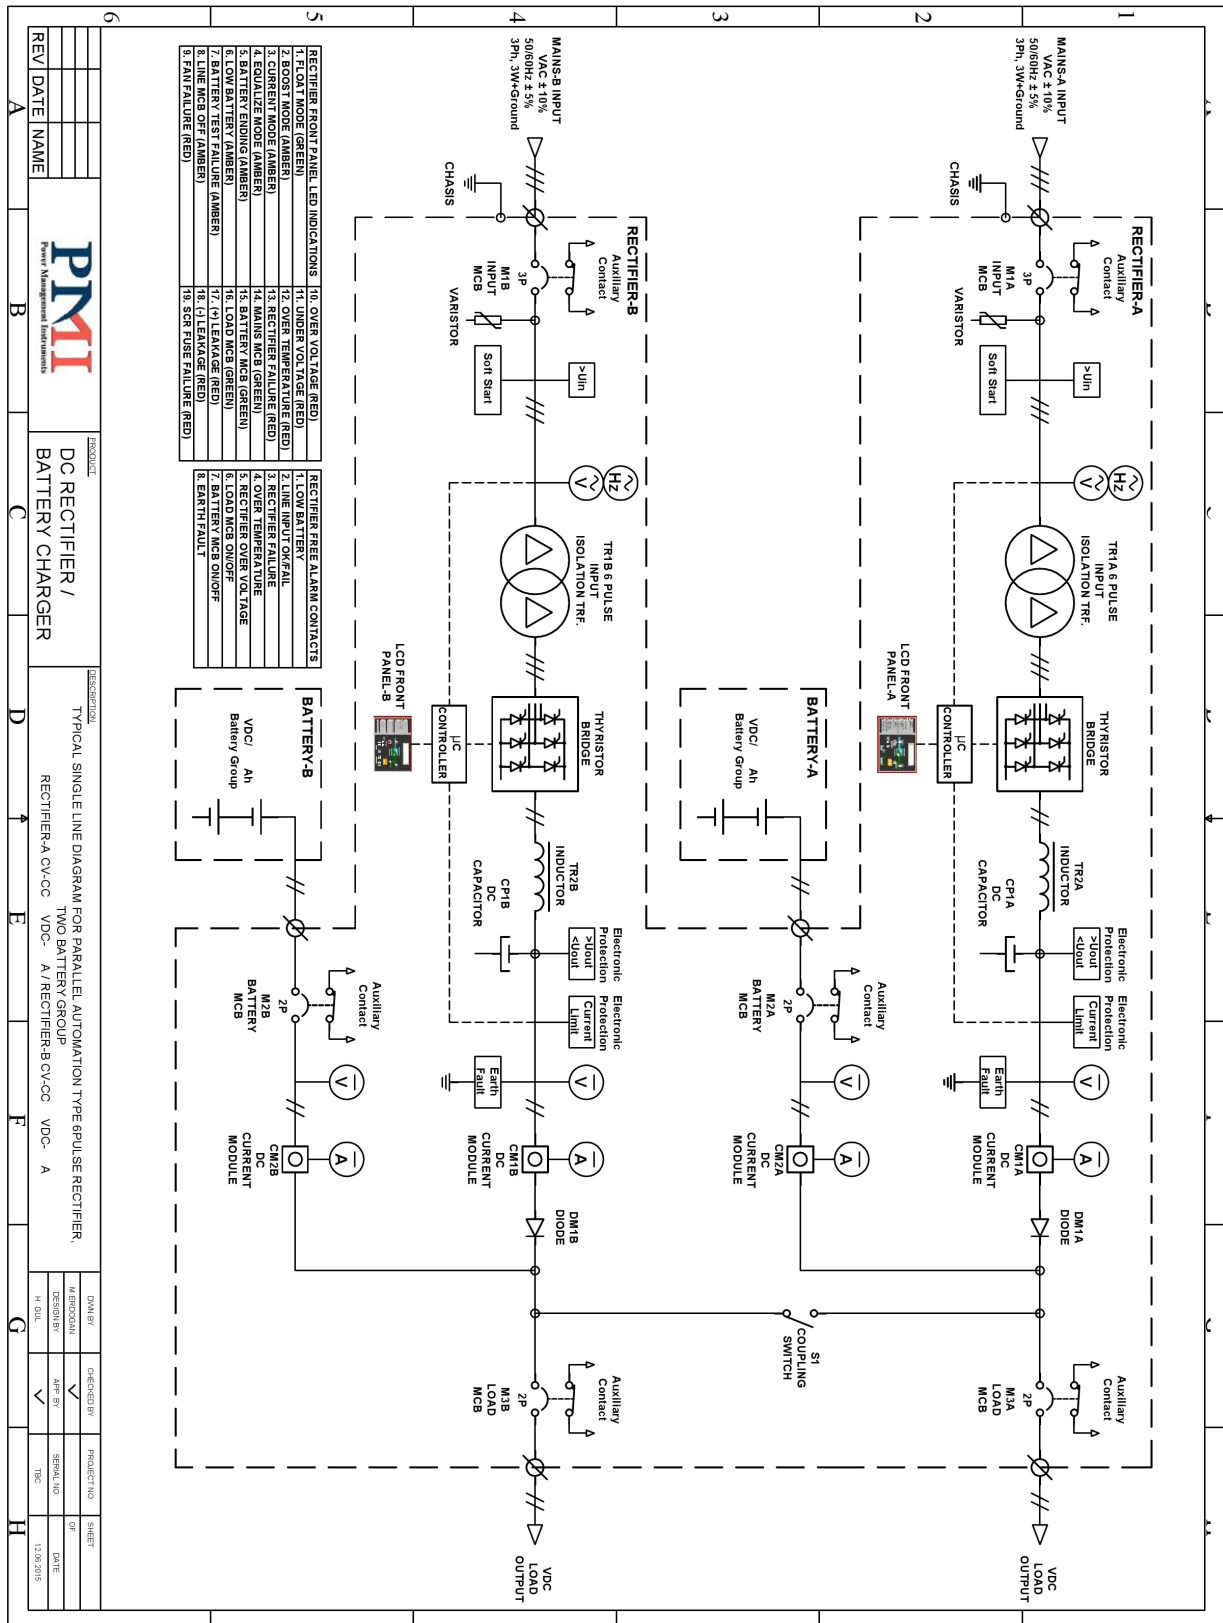 1
2
3
4
5
6
MAINS-A INPUT
VAC ± 10%
50/60Hz ± 5%
3Ph, 3W+Ground
CHASIS
RECTIFIER-A
Auxiliary
Contact
3P
M1A
INPUT
MCB
VARISTOR
>Uin
Soft Start
Hz
V
TR1A 6 PULSE
INPUT
ISOLATION TRF.
LCD FRONT
PANEL-A
THYRISTOR
BRIDGE
µC
CONTROLLER
TR2A
INDUCTOR
CP1A
DC
CAPACITOR
Electronic
Protection
>Uout
<Uout
Electronic
Protection
Current
Limit
V
Earth
Fault
A
CM1A
DC
CURRENT
MODULE
DM1A
DIODE
Auxiliary
Contact
2P
M3A
LOAD
MCB
VDC
LOAD
OUTPUT
BATTERY-A
VDC/ Ah
Battery Group
Auxiliary
Contact
2P
M2A
BATTERY
MCB
V
A
CM2A
DC
CURRENT
MODULE
S1
COUPLING
SWITCH
MAINS-B INPUT
VAC ± 10%
50/60Hz ± 5%
3Ph, 3W+Ground
CHASIS
RECTIFIER-B
Auxiliary
Contact
3P
M1B
INPUT
MCB
VARISTOR
>Uin
Soft Start
Hz
V
TR1B 6 PULSE
INPUT
ISOLATION TRF.
LCD FRONT
PANEL-B
THYRISTOR
BRIDGE
µC
CONTROLLER
TR2B
INDUCTOR
CP1B
DC
CAPACITOR
Electronic
Protection
>Uout
<Uout
Electronic
Protection
Current
Limit
V
Earth
Fault
A
CM1B
DC
CURRENT
MODULE
DM1B
DIODE
Auxiliary
Contact
2P
M3B
LOAD
MCB
VDC
LOAD
OUTPUT
BATTERY-B
VDC/ Ah
Battery Group
Auxiliary
Contact
2P
M2B
BATTERY
MCB
V
A
CM2B
DC
CURRENT
MODULE
RECTIFIER FRONT PANEL LED INDICATIONS
1. FLOAT MODE (GREEN)
2. BOOST MODE (AMBER)
3. CURRENT MODE (AMBER)
4. EQUALIZE MODE (AMBER)
5. BATTERY ENDING (AMBER)
6. LOW BATTERY (AMBER)
7. BATTERY TEST FAILURE (AMBER)
8. LINE MCB OFF (AMBER)
9. FAN FAILURE (RED)
10. OVER VOLTAGE (RED)
11. UNDER VOLTAGE (RED)
12. OVER TEMPERATURE (RED)
13. RECTIFIER FAILURE (RED)
14. MAINS MCB (GREEN)
15. BATTERY MCB (GREEN)
16. LOAD MCB (GREEN)
17. (+) LEAKAGE (RED)
18. (-) LEAKAGE (RED)
19. SCR FUSE FAILURE (RED)
RECTIFIER FREE ALARM CONTACTS
1. LOW BATTERY
2. LINE INPUT OK/FAIL
3. RECTIFIER FAILURE
4. OVER TEMPERATURE
5. RECTIFIER OVER VOLTAGE
6. LOAD MCB ON/OFF
7. BATTERY MCB ON/OFF
8. EARTH FAULT
REV DATE NAME
PMI
Power Management Instruments
PRODUCT
DC RECTIFIER /
BATTERY CHARGER
DESCRIPTION
TYPICAL SINGLE LINE DIAGRAM FOR PARALLEL AUTOMATION TYPE 6PULSE RECTIFIER,
TWO BATTERY GROUP
RECTIFIER-A CV-CC VDC- A / RECTIFIER-B CV-CC VDC- A
DWN BY CHECKED BY PROJECT NO: SHEET
M.ERDOGAN OF
DESIGN BY APP. BY SERIAL NO: DATE
H. GUL TBC 12.06.2015
A B C D E F G H